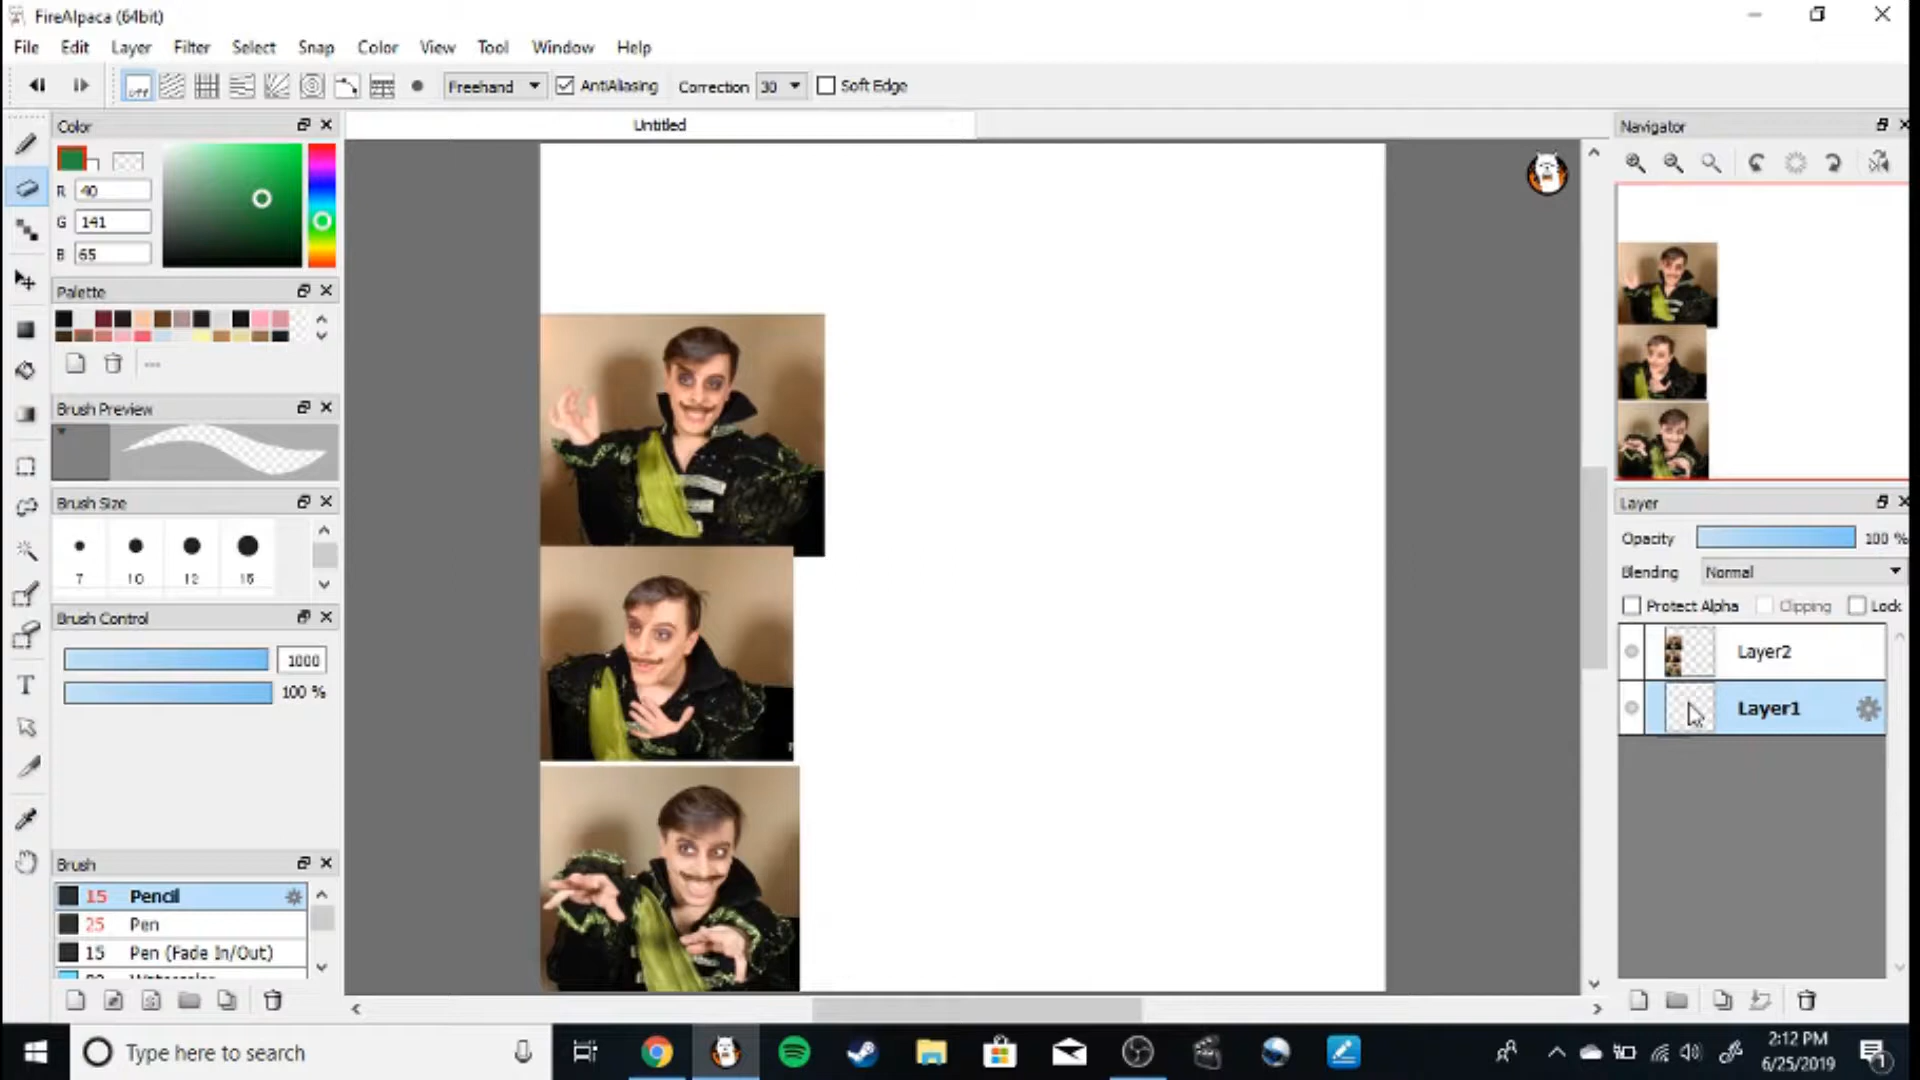 FireAlpaca (64bit)
File Edit Layer Filter Select Snap Color View Tool Window Help
OFF Freehand AntiAliasing Correction 30 Soft Edge
Color
Untitled
Navigator
R 40
G 141
B 65
Palette
Brush Preview
Brush Size
7 10 12 15
Brush Control
1000
100 %
Layer
Opacity 100 %
Blending Normal
Protect Alpha Clipping Lock
Layer2
Layer1
Brush
15 Pencil
25 Pen
15 Pen (Fade In/Out)
T
Type here to search
2:12 PM
6/25/2019
1